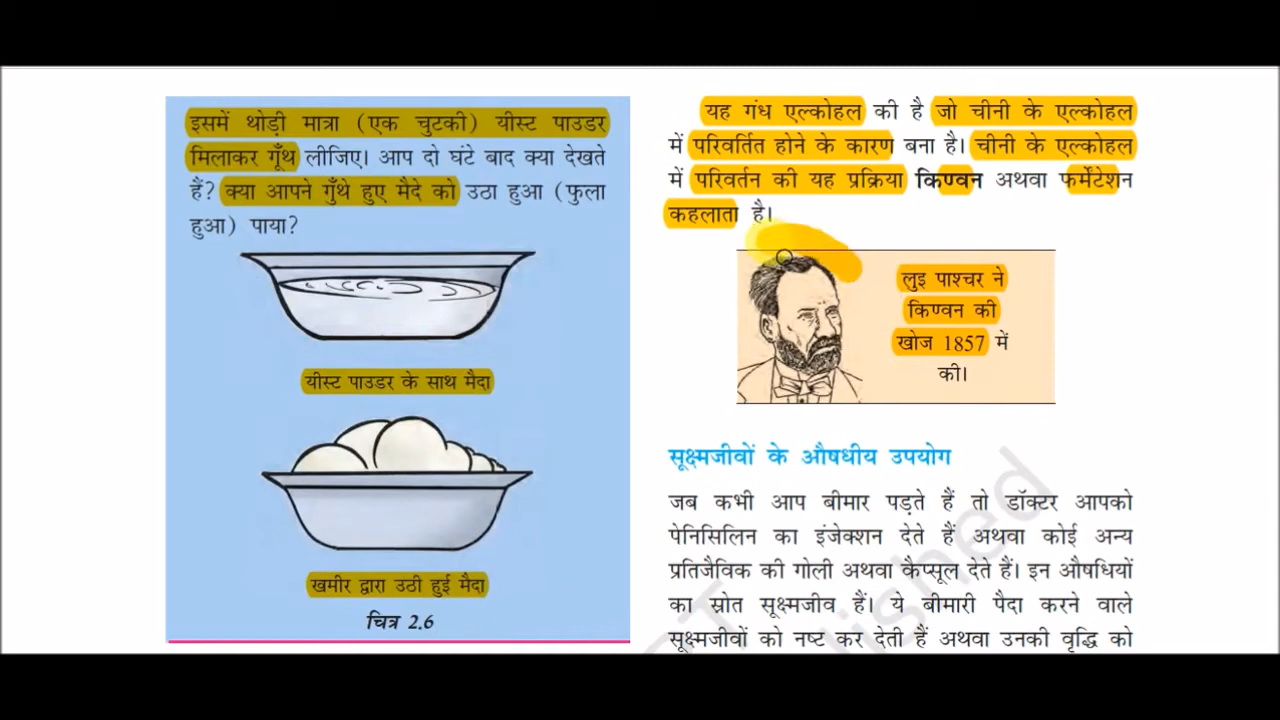 इसमें थोड़ी मात्रा (एक चुटकी) यीस्ट पाउडर
मिलाकर गूँथ लीजिए। आप दो घंटे बाद क्या देखते
हैं? क्या आपने गुँथे हुए मैदे को उठा हुआ (फुला
हुआ) पाया?
यीस्ट पाउडर के साथ मैदा
खमीर द्वारा उठी हुई मैदा
चित्र 2.6
यह गंध एल्कोहल की है जो चीनी के एल्कोहल
में परिवर्तित होने के कारण बना है। चीनी के एल्कोहल
में परिवर्तन की यह प्रक्रिया किण्वन अथवा फर्मेंटेशन
कहलाता है।
लुइ पाश्चर ने
किण्वन की
खोज 1857 में
की।
सूक्ष्मजीवों के औषधीय उपयोग
जब कभी आप बीमार पड़ते हैं तो डॉक्टर आपको
पेनिसिलिन का इंजेक्शन देते हैं अथवा कोई अन्य
प्रतिजैविक की गोली अथवा कैप्सूल देते हैं। इन औषधियों
का स्रोत सूक्ष्मजीव हैं। ये बीमारी पैदा करने वाले
सूक्ष्मजीवों को नष्ट कर देती हैं अथवा उनकी वृद्धि को